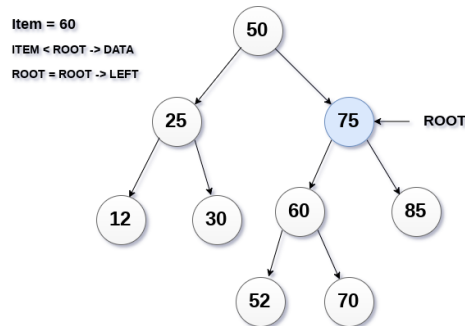 Item = 60
ITEM < ROOT -> DATA
ROOT = ROOT -> LEFT
50
25
75
ROOT
12
30
60
85
52
70